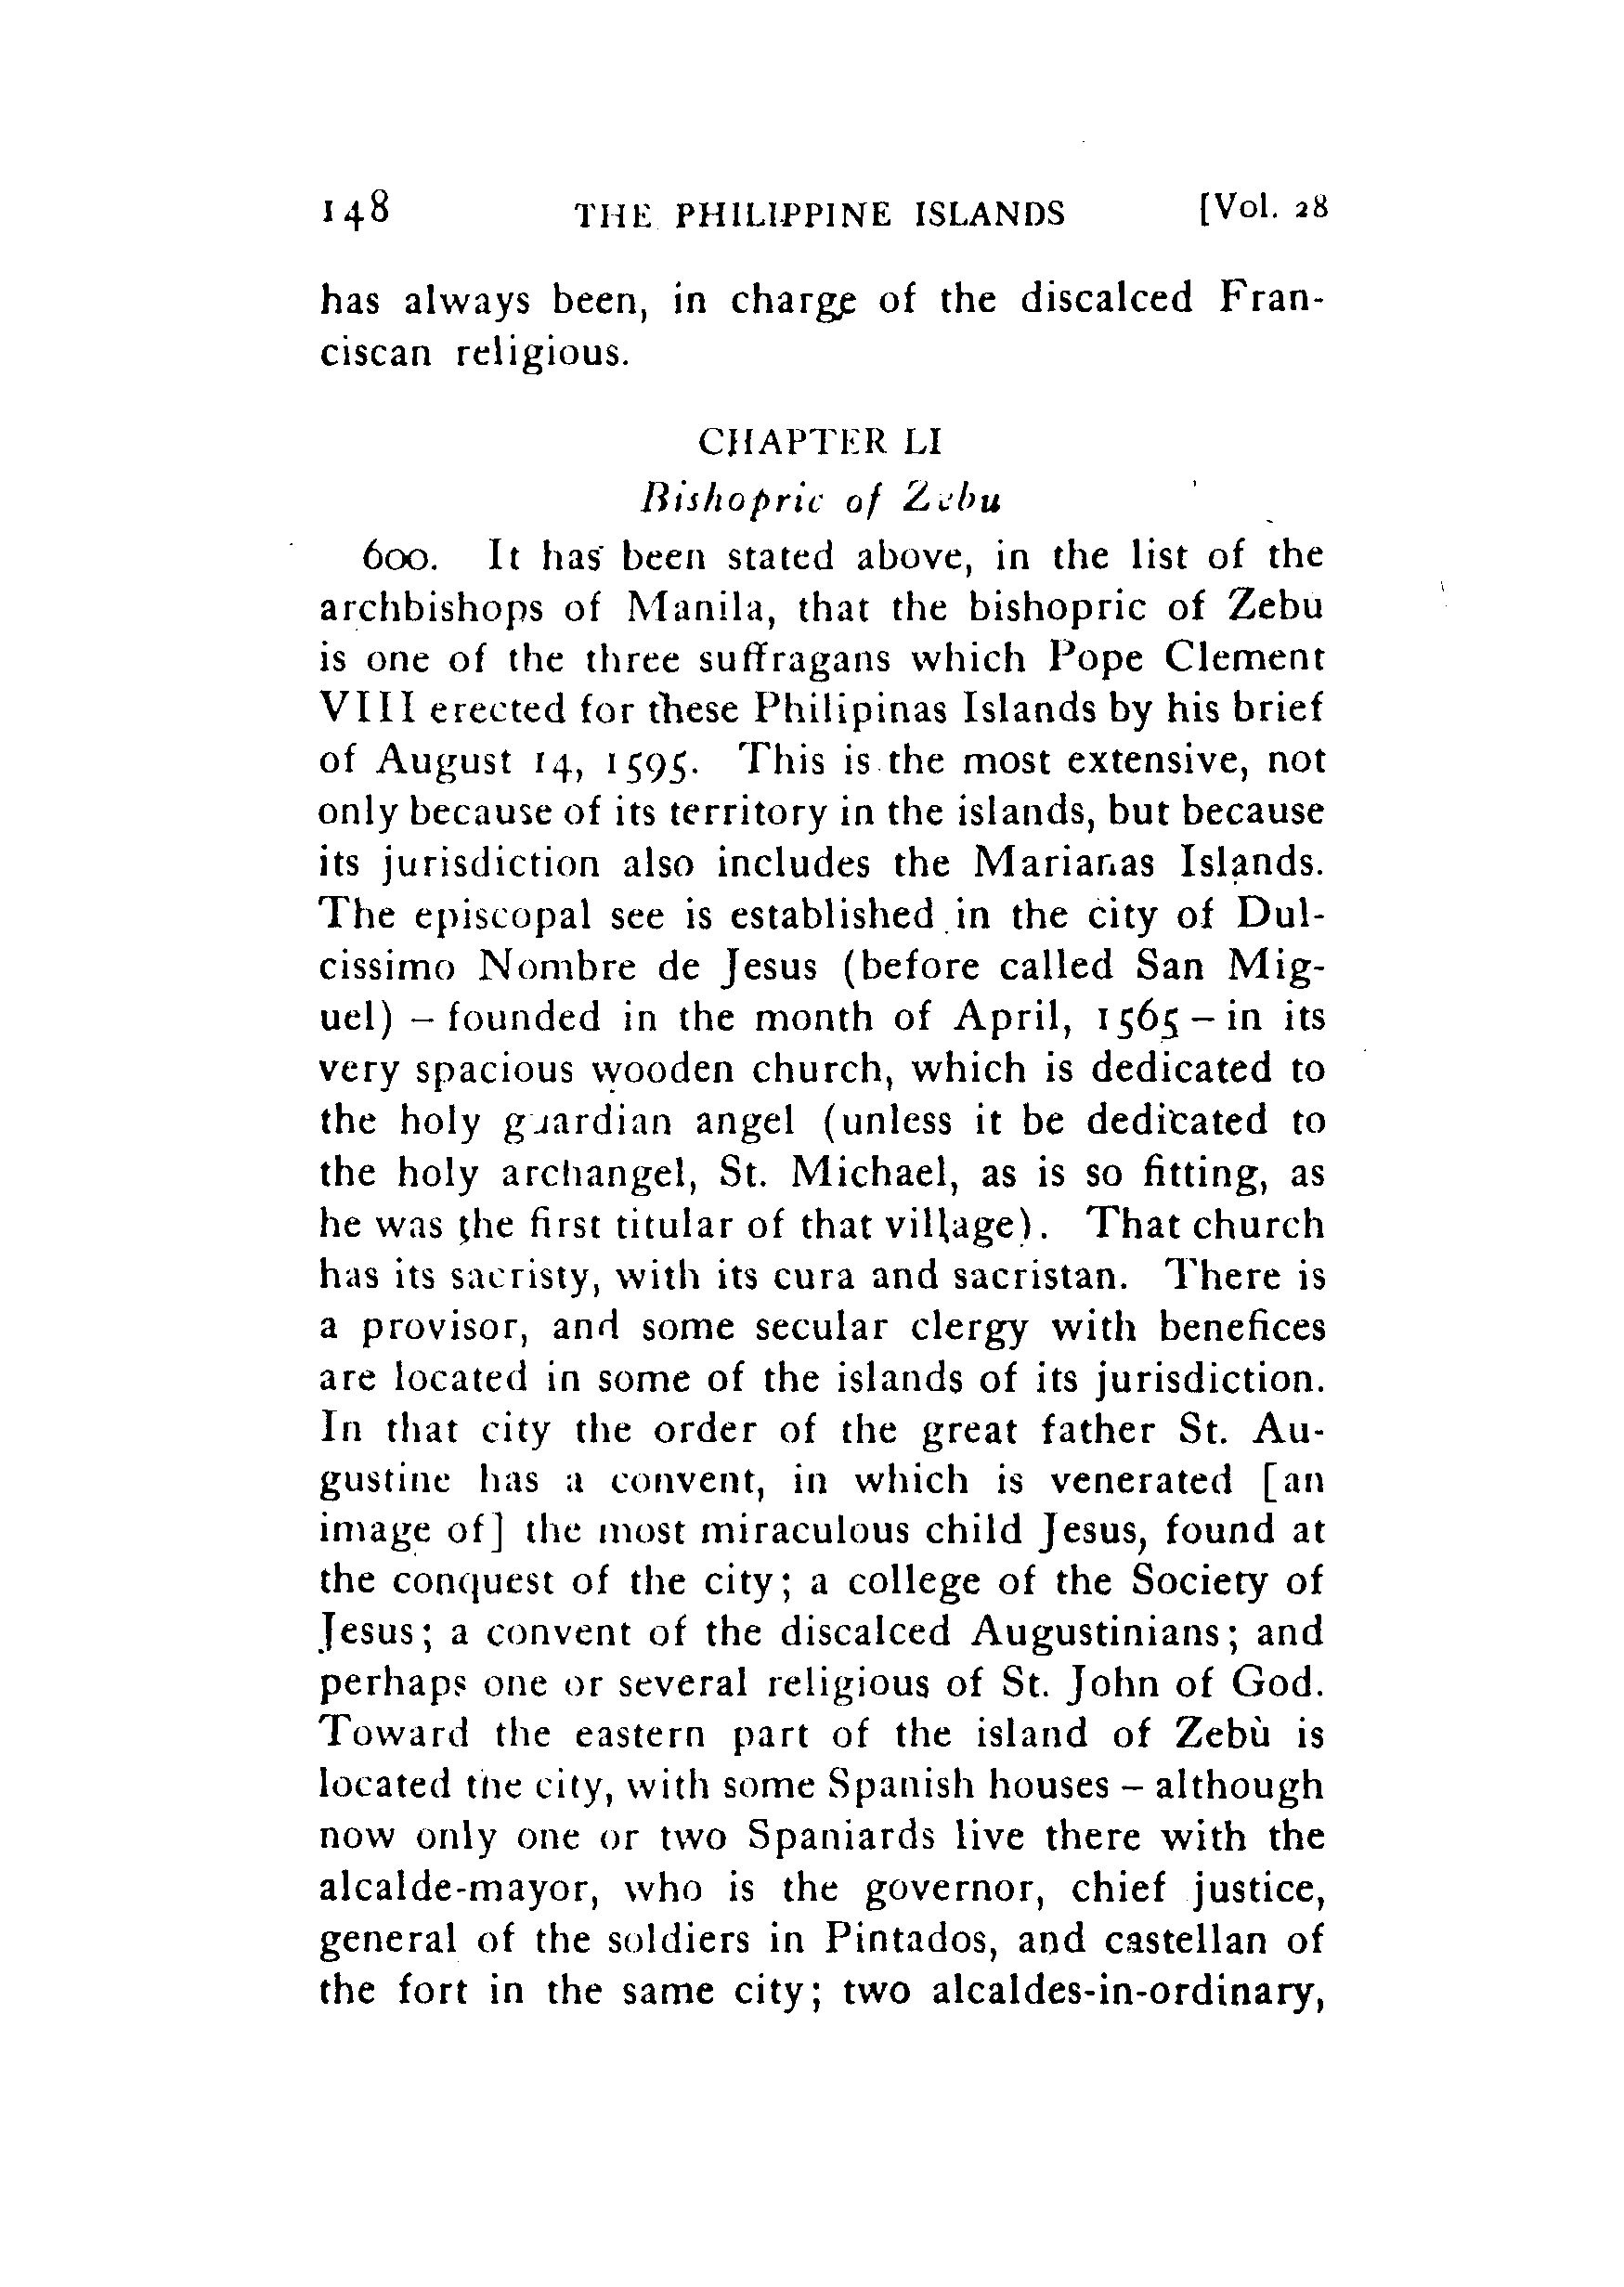 148 THE PHILIPPINE ISLANDS [Vol. 28
has always been, in charge of the discalced Fran-
ciscan religious.
CHAPTER LI
Bishopric of Zebu
600. It has been stated above, in the list of the
archbishops of Manila, that the bishopric of Zebu
is one of the three suffragans which Pope Clement
VIII erected for these Philipinas Islands by his brief
of August 14, 1595. This is the most extensive, not
only because of its territory in the islands, but because
its jurisdiction also includes the Marianas Islands.
The episcopal see is established in the city of Dul-
cissimo Nombre de Jesus (before called San Mig-
uel) – founded in the month of April, 1565 – in its
very spacious wooden church, which is dedicated to
the holy guardian angel (unless it be dedicated to
the holy archangel, St. Michael, as is so fitting, as
he was the first titular of that village). That church
has its sacristy, with its cura and sacristan. There is
a provisor, and some secular clergy with benefices
are located in some of the islands of its jurisdiction.
In that city the order of the great father St. Au-
gustine has a convent, in which is venerated [an
image of] the most miraculous child Jesus, found at
the conquest of the city; a college of the Society of
Jesus; a convent of the discalced Augustinians; and
perhaps one or several religious of St. John of God.
Toward the eastern part of the island of Zebù is
located the city, with some Spanish houses – although
now only one or two Spaniards live there with the
alcalde-mayor, who is the governor, chief justice,
general of the soldiers in Pintados, and castellan of
the fort in the same city; two alcaldes-in-ordinary,